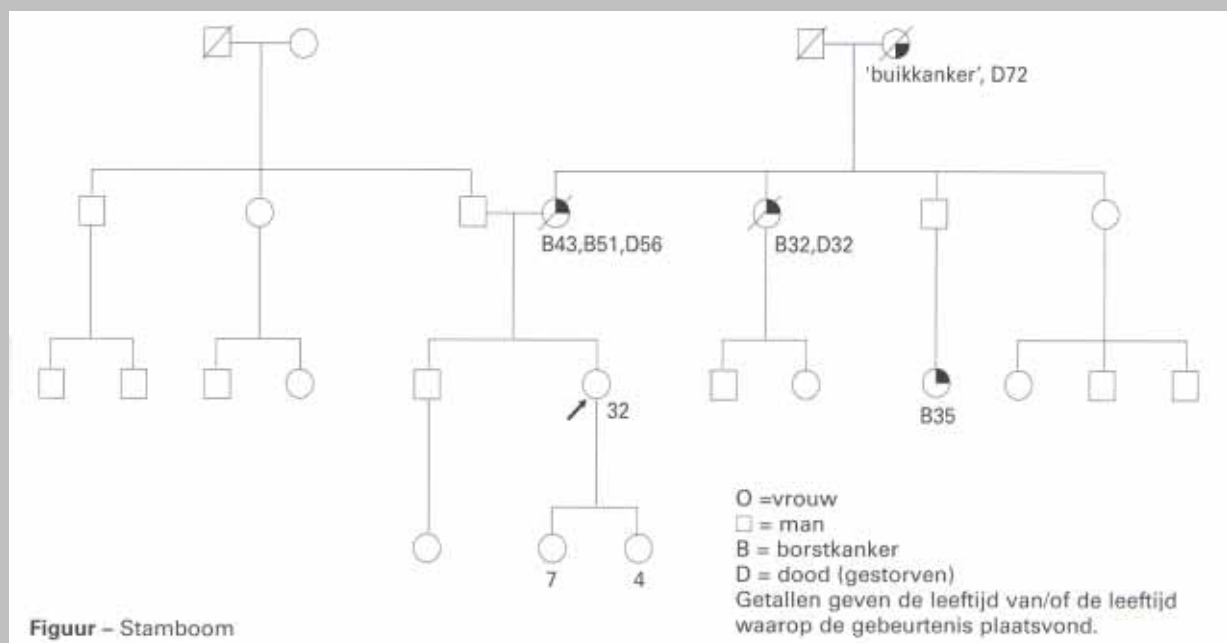 'buikkanker', D72
B43,B51,D56
B32,D32
32
B35
7
4
O =vrouw
□ = man
B = borstkanker
D = dood (gestorven)
Getallen geven de leeftijd van/of de leeftijd
waarop de gebeurtenis plaatsvond.
Figuur – Stamboom